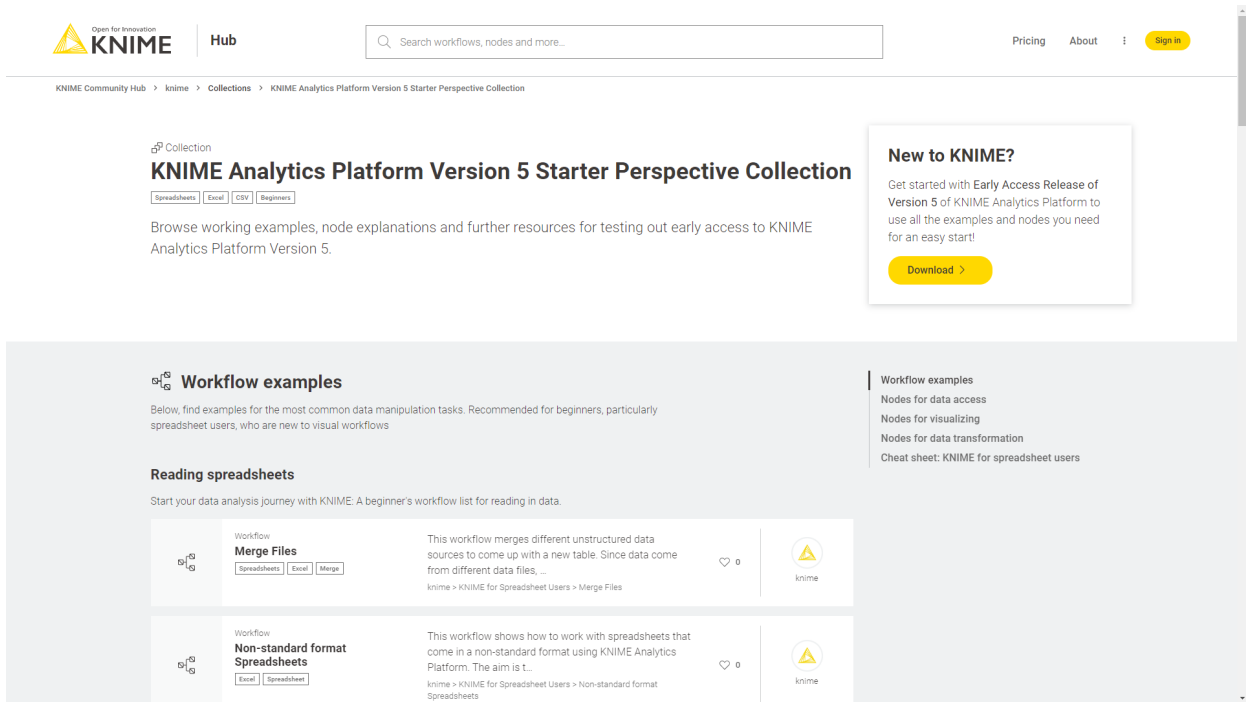 Open for Innovation
KNIME
Hub
Search workflows, nodes and more...
Pricing
About
Sign in
KNIME Community Hub > knime > Collections > KNIME Analytics Platform Version 5 Starter Perspective Collection
Collection
KNIME Analytics Platform Version 5 Starter Perspective Collection
Spreadsheets Excel CSV Beginners
Browse working examples, node explanations and further resources for testing out early access to KNIME
Analytics Platform Version 5.
New to KNIME?
Get started with Early Access Release of
Version 5 of KNIME Analytics Platform to
use all the examples and nodes you need
for an easy start!
Download >
Workflow examples
Below, find examples for the most common data manipulation tasks. Recommended for beginners, particularly
spreadsheet users, who are new to visual workflows
Workflow examples
Nodes for data access
Nodes for visualizing
Nodes for data transformation
Cheat sheet: KNIME for spreadsheet users
Reading spreadsheets
Start your data analysis journey with KNIME: A beginner's workflow list for reading in data.
Workflow
Merge Files
Spreadsheets Excel Merge
This workflow merges different unstructured data
sources to come up with a new table. Since data come
from different data files, ...
knime > KNIME for Spreadsheet Users > Merge Files
0
knime
Workflow
Non-standard format
Spreadsheets
Excel Spreadsheet
This workflow shows how to work with spreadsheets that
come in a non-standard format using KNIME Analytics
Platform. The aim is t...
knime > KNIME for Spreadsheet Users > Non-standard format
Spreadsheets
0
knime